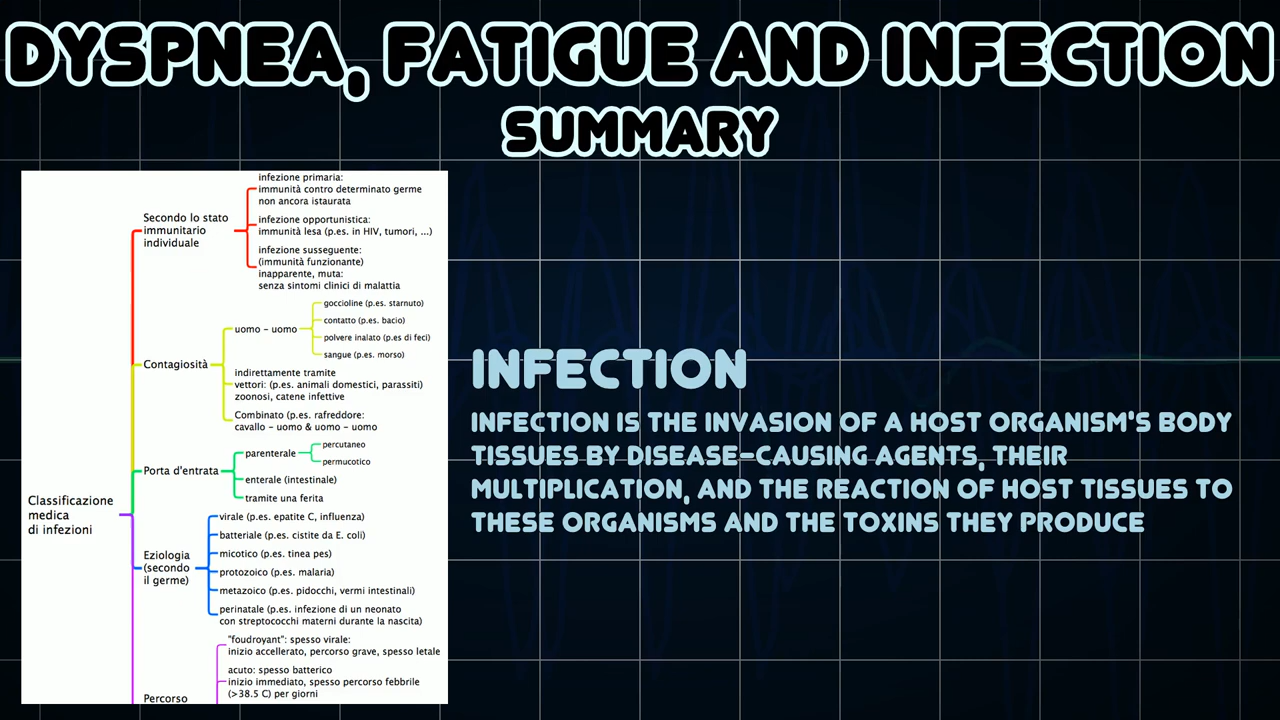 DYSPNEA, FATIGUE AND INFECTION
SUMMARY
Classificazione
medica
di infezioni
Secondo lo stato
immunitario
individuale
infezione primaria:
immunità contro determinato germe
non ancora istaurata
infezione opportunistica:
immunità lesa (p.es. in HIV, tumori, ...)
infezione susseguente:
(immunità funzionante)
inapparente, muta:
senza sintomi clinici di malattia
Contagiosità
uomo - uomo
goccioline (p.es. starnuto)
contatto (p.es. bacio)
polvere inalato (p.es di feci)
sangue (p.es. morso)
indirettamente tramite
vettori: (p.es. animali domestici, parassiti)
zoonosi, catene infettive
Combinato (p.es. rafreddore:
cavallo - uomo & uomo - uomo
Porta d'entrata
parenterale
percutaneo
permucotico
enterale (intestinale)
tramite una ferita
Eziologia
(secondo
il germe)
virale (p.es. epatite C, influenza)
batteriale (p.es. cistite da E. coli)
micotico (p.es. tinea pes)
protozoico (p.es. malaria)
metazoico (p.es. pidocchi, vermi intestinali)
perinatale (p.es. infezione di un neonato
con streptococchi materni durante la nascita)
Percorso
"foudroyant": spesso virale:
inizio accellerato, percorso grave, spesso letale
acuto: spesso batterico
inizio immediato, spesso percorso febbrile
(>38.5 C) per giorni
INFECTION
INFECTION IS THE INVASION OF A HOST ORGANISM'S BODY
TISSUES BY DISEASE-CAUSING AGENTS, THEIR
MULTIPLICATION, AND THE REACTION OF HOST TISSUES TO
THESE ORGANISMS AND THE TOXINS THEY PRODUCE